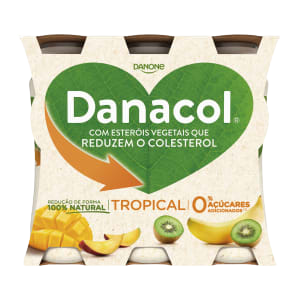 DANONE
Danacol®
COM ESTERÓIS VEGETAIS QUE
REDUZEM O COLESTEROL
REDUÇÃO DE FORMA
100% NATURAL
TROPICAL
0% AÇÚCARES
ADICIONADOS